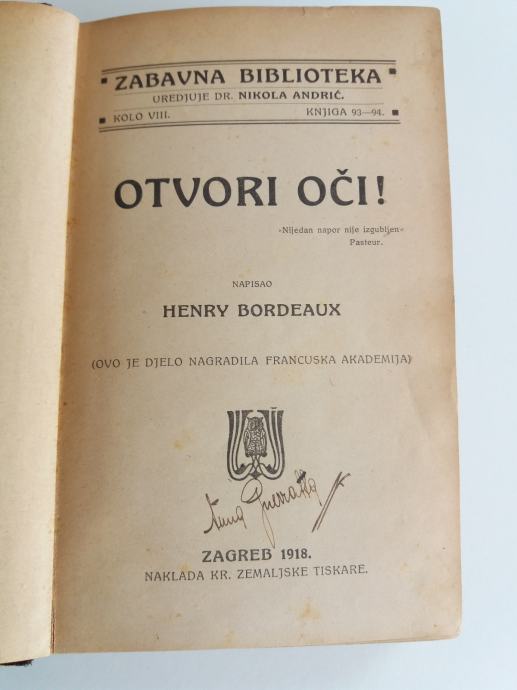 ZABAVNA BIBLIOTEKA
UREDJUJE DR. NIKOLA ANDRIĆ.
KOLO VIII. KNJIGA 93—94.
OTVORI OČI!
»Nijedan napor nije izgubljen«
Pasteur.
NAPISAO
HENRY BORDEAUX
(OVO JE DJELO NAGRADILA FRANCUSKA AKADEMIJA)
ZAGREB 1918.
NAKLADA KR. ZEMALJSKE TISKARE.